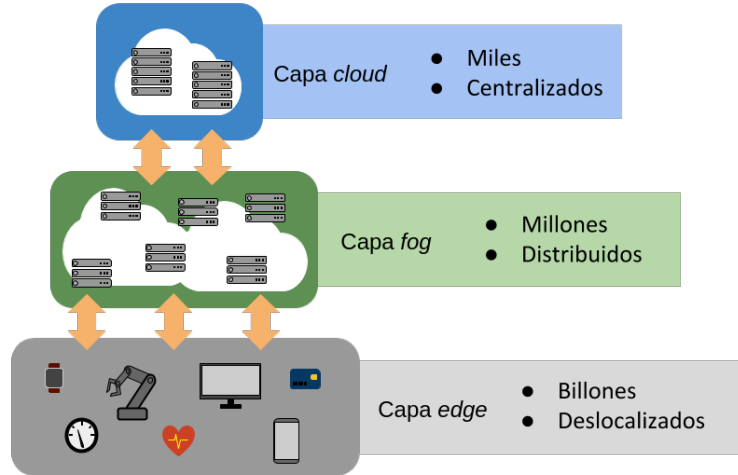 Capa cloud
● Miles
● Centralizados
Capa fog
● Millones
● Distribuidos
Capa edge
● Billones
● Deslocalizados